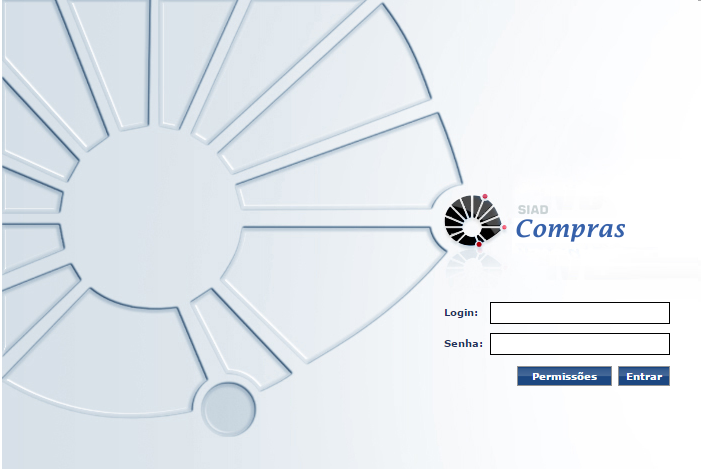 SIAD
Compras
Login:
Senha:
Permissões Entrar